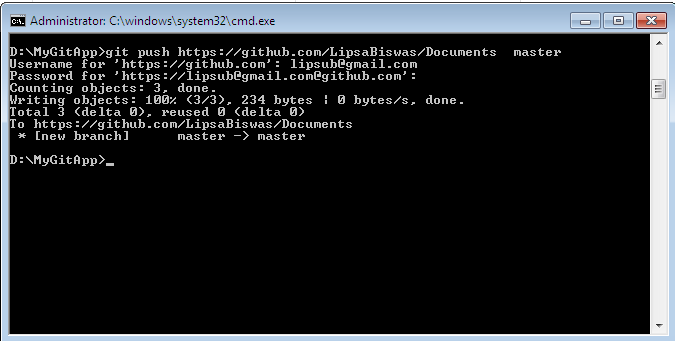 Administrator: C:\windows\system32\cmd.exe
D:\MyGitApp>git push https://github.com/LipsaBiswas/Documents  master
Username for 'https://github.com': lipsub@gmail.com
Password for 'https://lipsub@gmail.com@github.com':
Counting objects: 3, done.
Writing objects: 100% (3/3), 234 bytes | 0 bytes/s, done.
Total 3 (delta 0), reused 0 (delta 0)
To https://github.com/LipsaBiswas/Documents
 * [new branch]      master -> master
D:\MyGitApp>_